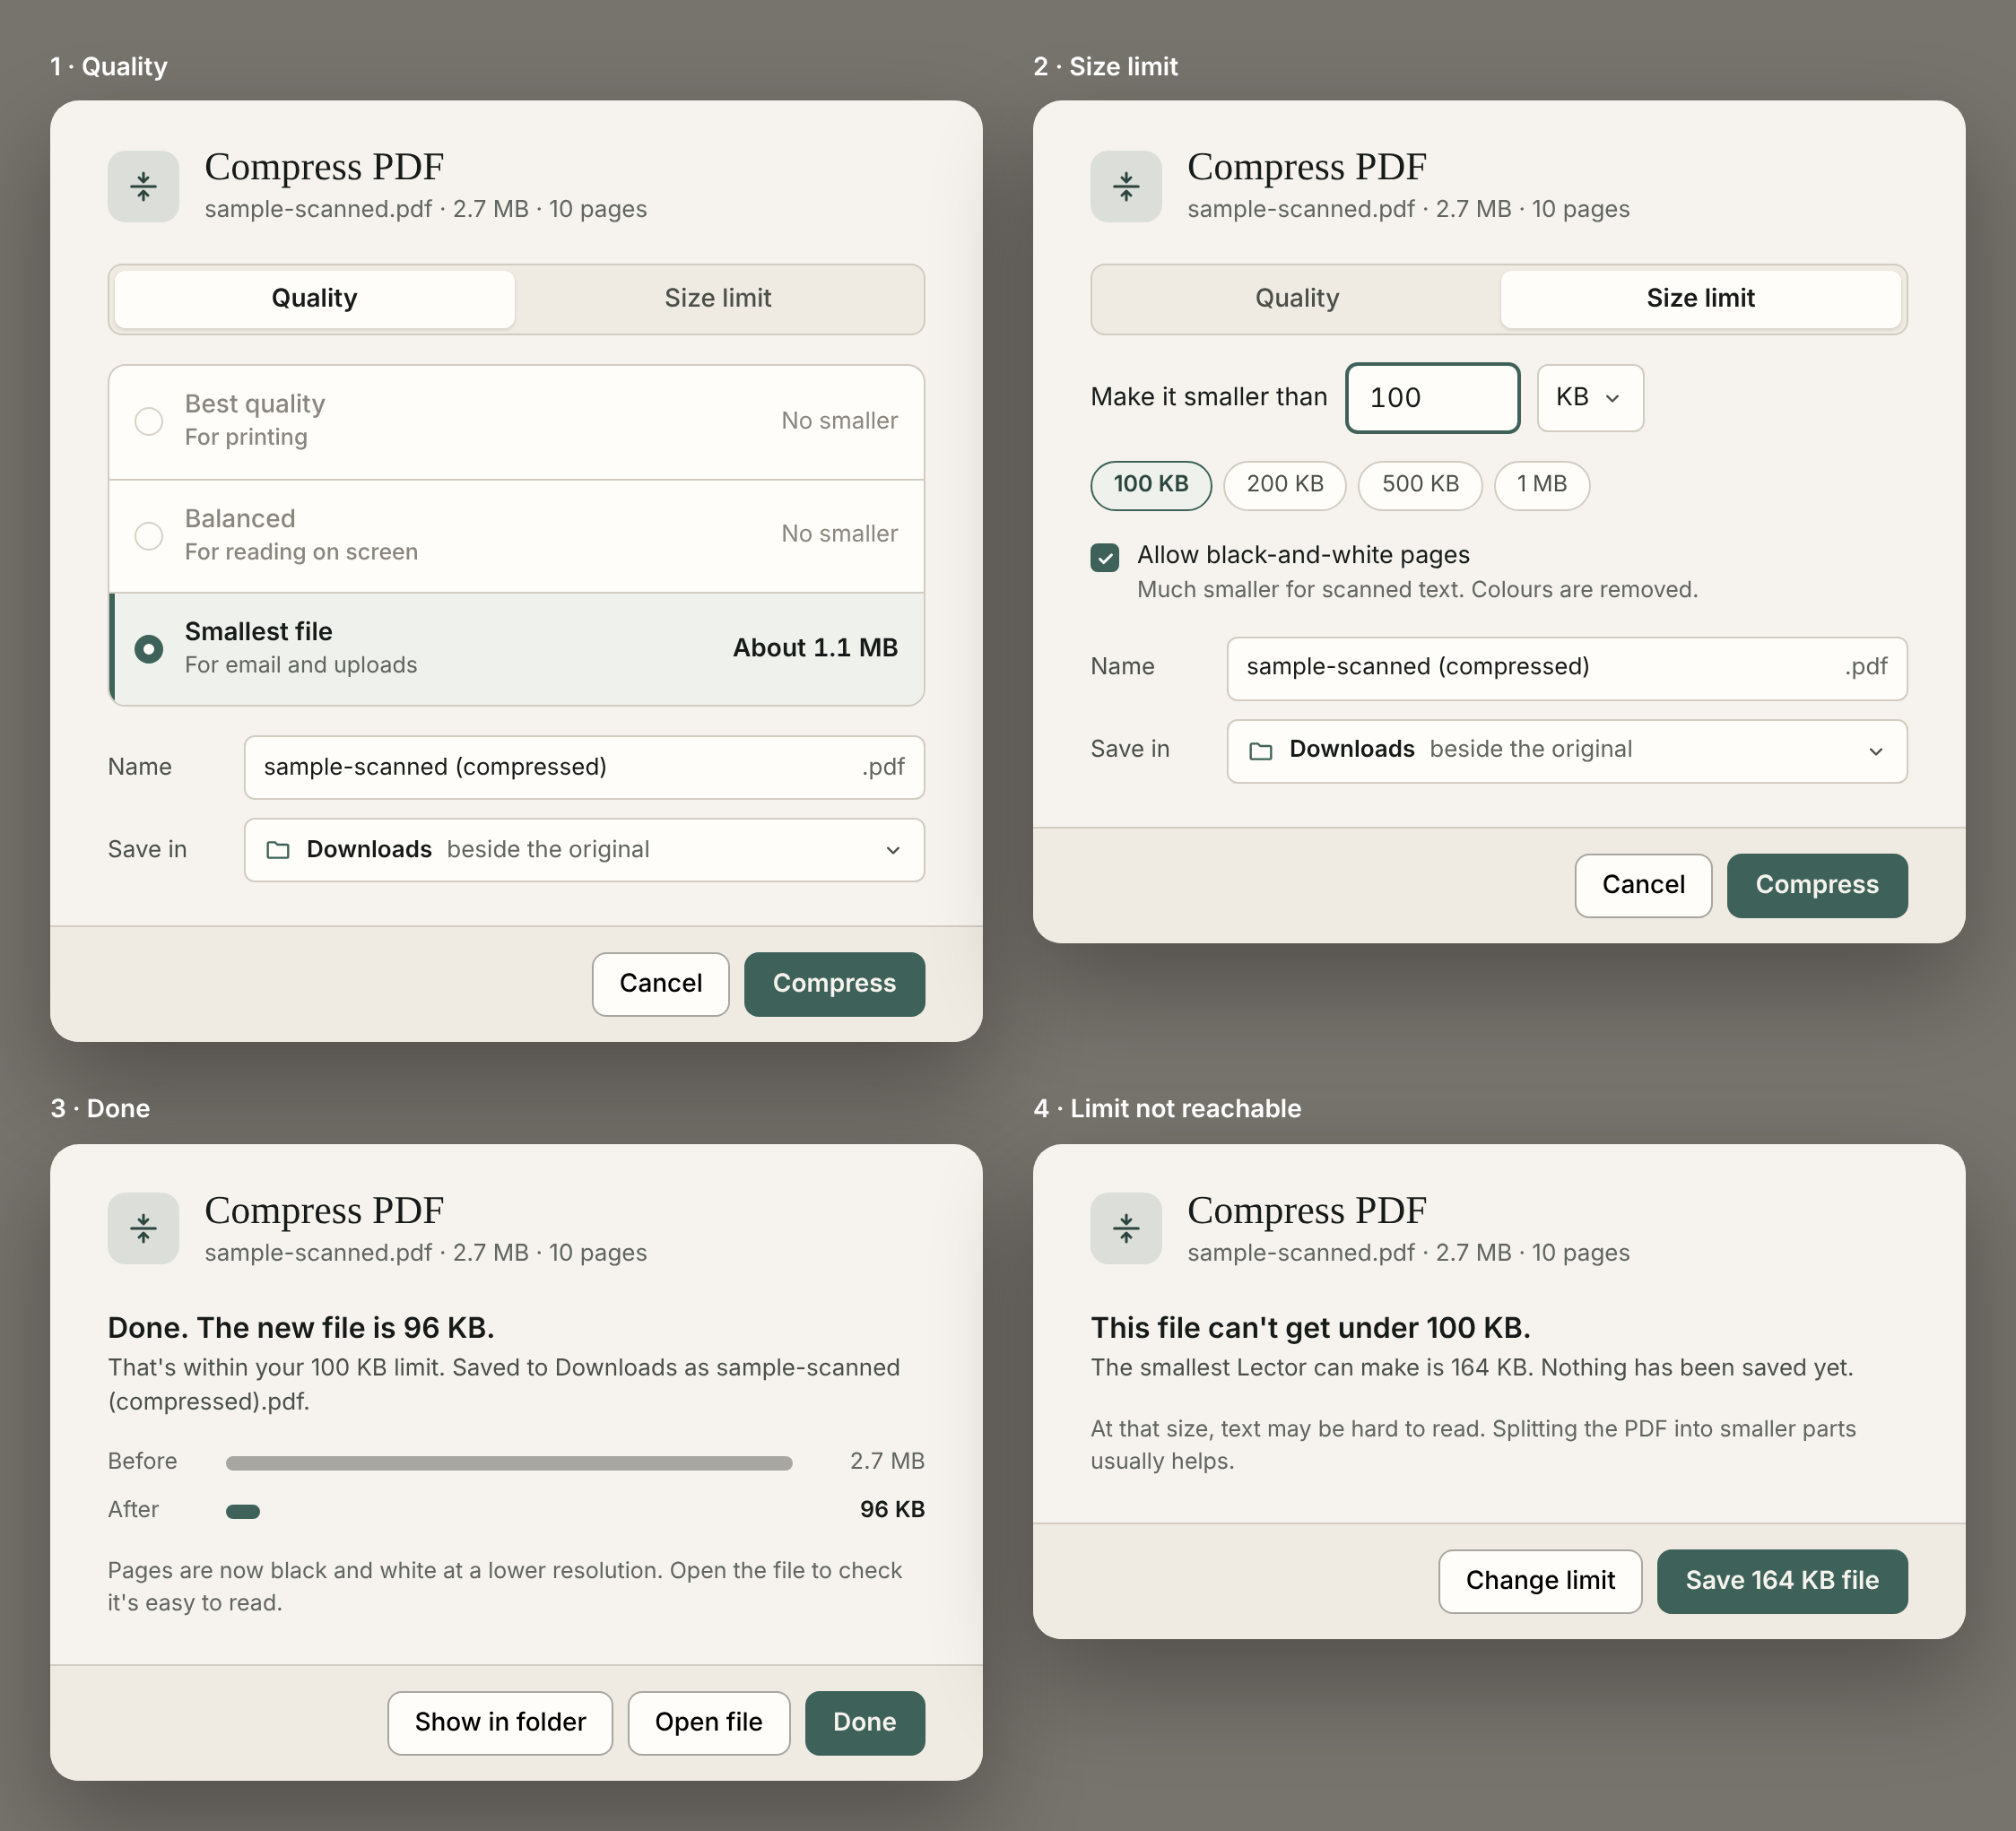 1 · Quality
Compress PDF
sample-scanned.pdf · 2.7 MB · 10 pages
Quality
Size limit
Best quality
For printing
No smaller
Balanced
For reading on screen
No smaller
Smallest file
For email and uploads
About 1.1 MB
Name
sample-scanned (compressed)
.pdf
Save in
Downloads beside the original
Cancel
Compress
2 · Size limit
Compress PDF
sample-scanned.pdf · 2.7 MB · 10 pages
Quality
Size limit
Make it smaller than
100
KB
100 KB
200 KB
500 KB
1 MB
Allow black-and-white pages
Much smaller for scanned text. Colours are removed.
Name
sample-scanned (compressed)
.pdf
Save in
Downloads beside the original
Cancel
Compress
3 · Done
Compress PDF
sample-scanned.pdf · 2.7 MB · 10 pages
Done. The new file is 96 KB.
That's within your 100 KB limit. Saved to Downloads as sample-scanned
(compressed).pdf.
Before
2.7 MB
After
96 KB
Pages are now black and white at a lower resolution. Open the file to check
it's easy to read.
Show in folder
Open file
Done
4 · Limit not reachable
Compress PDF
sample-scanned.pdf · 2.7 MB · 10 pages
This file can't get under 100 KB.
The smallest Lector can make is 164 KB. Nothing has been saved yet.
At that size, text may be hard to read. Splitting the PDF into smaller parts
usually helps.
Change limit
Save 164 KB file